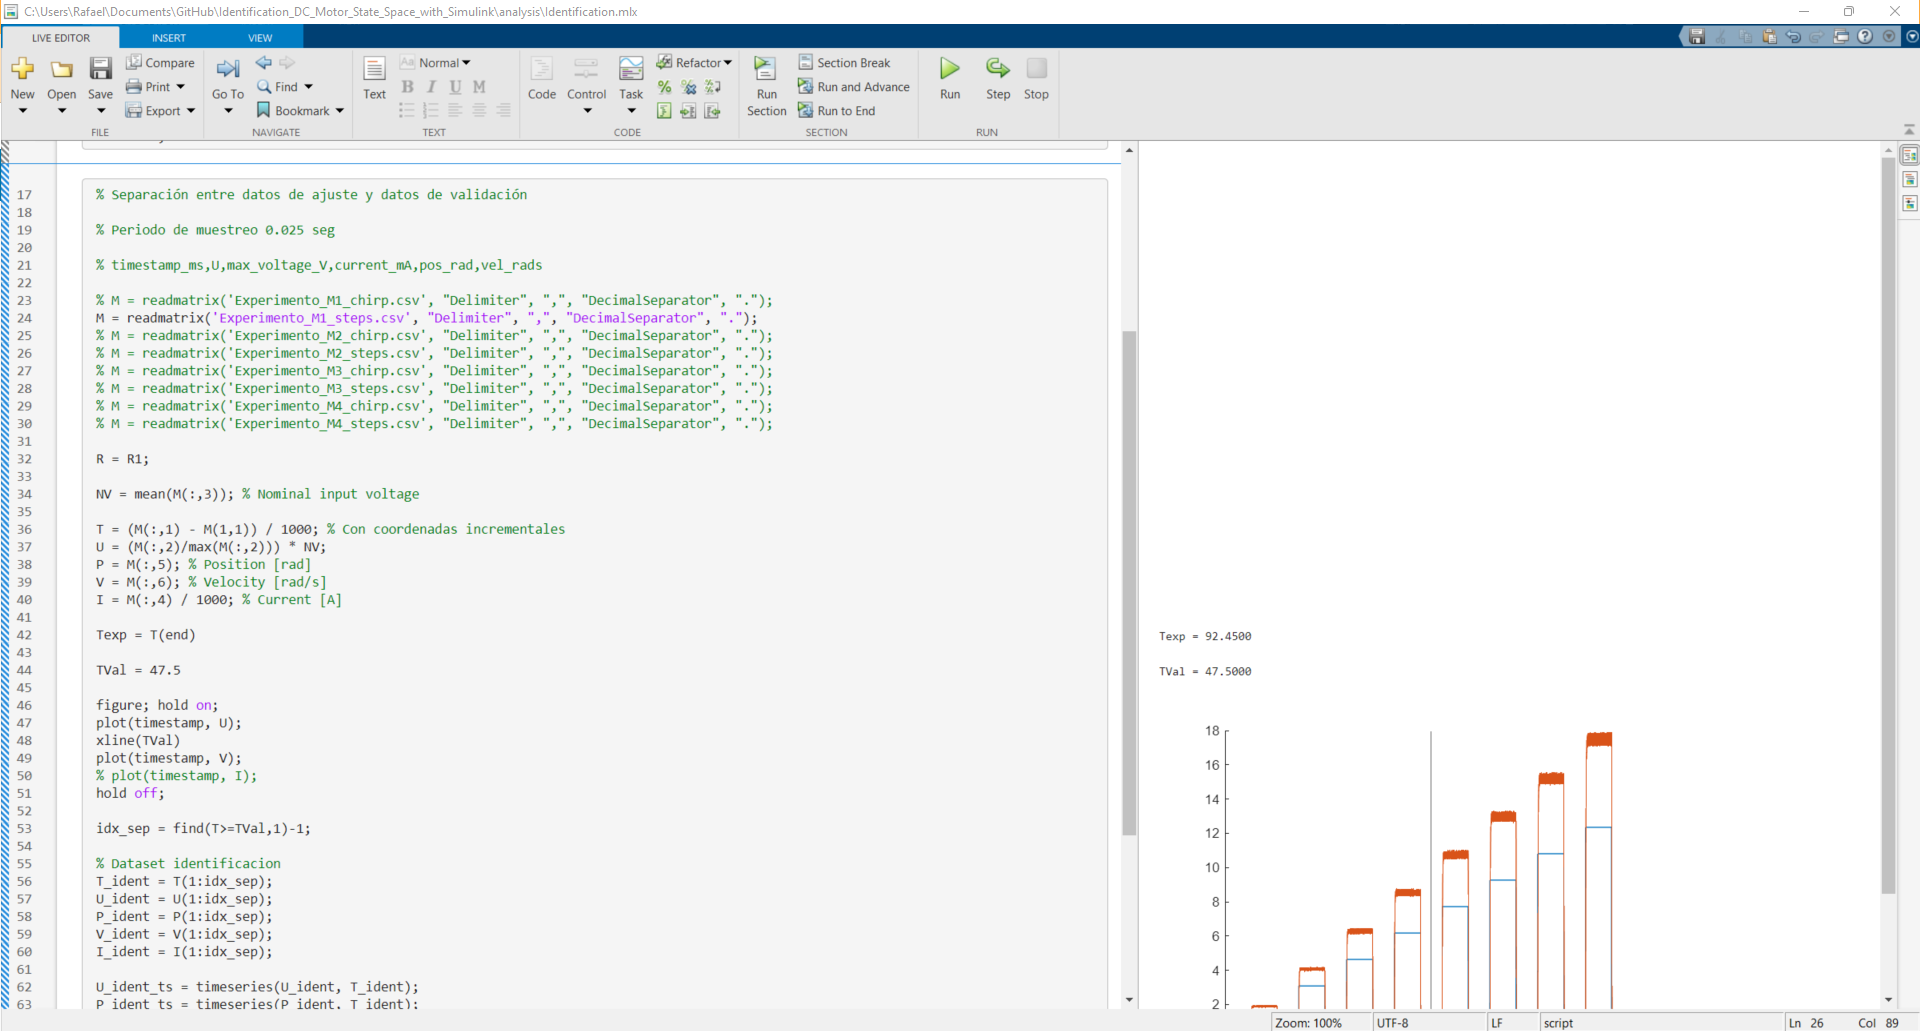 C:\Users\Rafael\Documents\GitHub\Identification_DC_Motor_State_Space_with_Simulink\analysis\Identification.mlx
LIVE EDITOR INSERT VIEW
New Open Save Compare Print Export
FILE
Go To Find Bookmark
NAVIGATE
Text Normal B I U M
TEXT
Code Control Task Refactor
CODE
Run Section Section Break Run and Advance Run to End
SECTION
Run Step Stop
RUN
17 % Separación entre datos de ajuste y datos de validación
18
19 % Periodo de muestreo 0.025 seg
20
21 % timestamp_ms,U,max_voltage_V,current_mA,pos_rad,vel_rads
22
23 % M = readmatrix('Experimento_M1_chirp.csv', "Delimiter", ",", "DecimalSeparator", ".");
24 M = readmatrix('Experimento_M1_steps.csv', "Delimiter", ",", "DecimalSeparator", ".");
25 % M = readmatrix('Experimento_M2_chirp.csv', "Delimiter", ",", "DecimalSeparator", ".");
26 % M = readmatrix('Experimento_M2_steps.csv', "Delimiter", ",", "DecimalSeparator", ".");
27 % M = readmatrix('Experimento_M3_chirp.csv', "Delimiter", ",", "DecimalSeparator", ".");
28 % M = readmatrix('Experimento_M3_steps.csv', "Delimiter", ",", "DecimalSeparator", ".");
29 % M = readmatrix('Experimento_M4_chirp.csv', "Delimiter", ",", "DecimalSeparator", ".");
30 % M = readmatrix('Experimento_M4_steps.csv', "Delimiter", ",", "DecimalSeparator", ".");
31
32 R = R1;
33
34 NV = mean(M(:,3)); % Nominal input voltage
35
36 T = (M(:,1) - M(1,1)) / 1000; % Con coordenadas incrementales
37 U = (M(:,2)/max(M(:,2))) * NV;
38 P = M(:,5); % Position [rad]
39 V = M(:,6); % Velocity [rad/s]
40 I = M(:,4) / 1000; % Current [A]
41
42 Texp = T(end)
43
44 TVal = 47.5
45
46 figure; hold on;
47 plot(timestamp, U);
48 xline(TVal)
49 plot(timestamp, V);
50 % plot(timestamp, I);
51 hold off;
52
53 idx_sep = find(T>=TVal,1)-1;
54
55 % Dataset identificacion
56 T_ident = T(1:idx_sep);
57 U_ident = U(1:idx_sep);
58 P_ident = P(1:idx_sep);
59 V_ident = V(1:idx_sep);
60 I_ident = I(1:idx_sep);
61
62 U_ident_ts = timeseries(U_ident, T_ident);
63 P_ident_ts = timeseries(P_ident, T_ident);
Texp = 92.4500
TVal = 47.5000
18
16
14
12
10
8
6
4
2
Zoom: 100% UTF-8 LF script Ln 26 Col 89